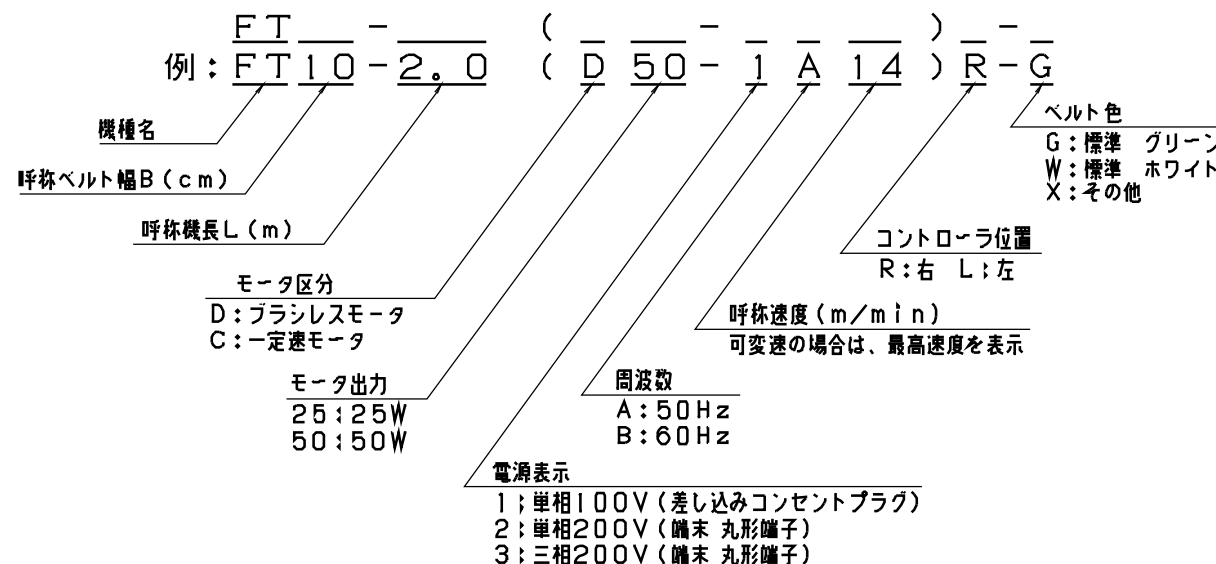 FT__-___ (_ __-_ _ __)_-_
例:FT10-2.0 (D50-1A14)R-G
機種名
呼称ベルト幅B(cm)
呼称機長L(m)
モータ区分
D:ブラシレスモータ
C:一定速モータ
モータ出力
25:25W
50:50W
電源表示
1:単相100V(差し込みコンセントプラグ)
2:単相200V(端末 丸形端子)
3:三相200V(端末 丸形端子)
周波数
A:50Hz
B:60Hz
呼称速度(m/min)
可変速の場合は、最高速度を表示
コントローラ位置
R:右 L:左
ベルト色
G:標準 グリーン
W:標準 ホワイト
X:その他